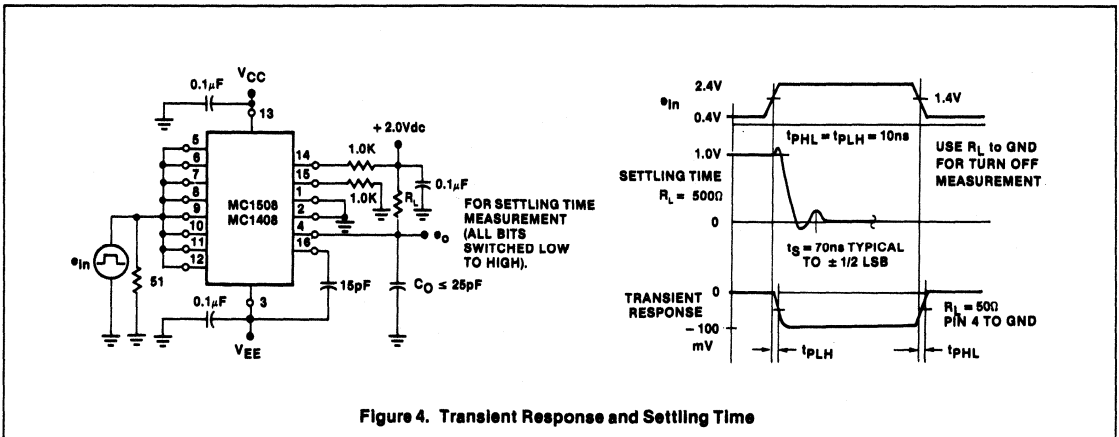 VCC
0.1µF
13
+ 2.0Vdc
5
6
7
8
9
10
11
12
14
15
1
2
4
16
MC1508
MC1408
1.0K
1.0K
RL
0.1µF
FOR SETTLING TIME
MEASUREMENT
(ALL BITS
SWITCHED LOW
TO HIGH).
eo
ein
51
0.1µF
3
VEE
15pF
CO ≤ 25pF
2.4V
ein
0.4V
1.4V
tPHL = tPLH = 10ns
USE RL to GND
FOR TURN OFF
MEASUREMENT
1.0V
SETTLING TIME
RL = 500Ω
0
tS = 70ns TYPICAL
TO ± 1/2 LSB
TRANSIENT
RESPONSE
0
RL = 50Ω
PIN 4 TO GND
– 100
mV
tPLH
tPHL
Figure 4. Transient Response and Settling Time